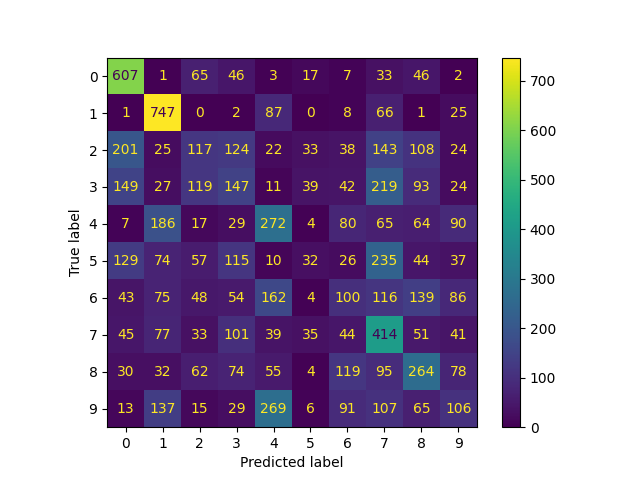 0 607 1 65 46 3 17 7 33 46 2
1 1 747 0 2 87 0 8 66 1 25
2 201 25 117 124 22 33 38 143 108 24
3 149 27 119 147 11 39 42 219 93 24
4 7 186 17 29 272 4 80 65 64 90
5 129 74 57 115 10 32 26 235 44 37
6 43 75 48 54 162 4 100 116 139 86
7 45 77 33 101 39 35 44 414 51 41
8 30 32 62 74 55 4 119 95 264 78
9 13 137 15 29 269 6 91 107 65 106
0 1 2 3 4 5 6 7 8 9
Predicted label
True label
700
600
500
400
300
200
100
0